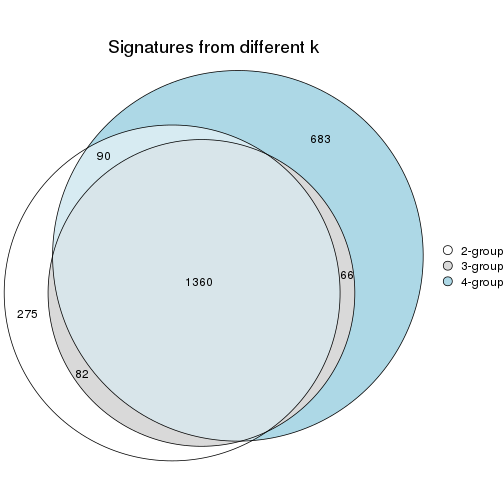 Signatures from different k
683
90
2-group
3-group
66
1360
4-group
275
82